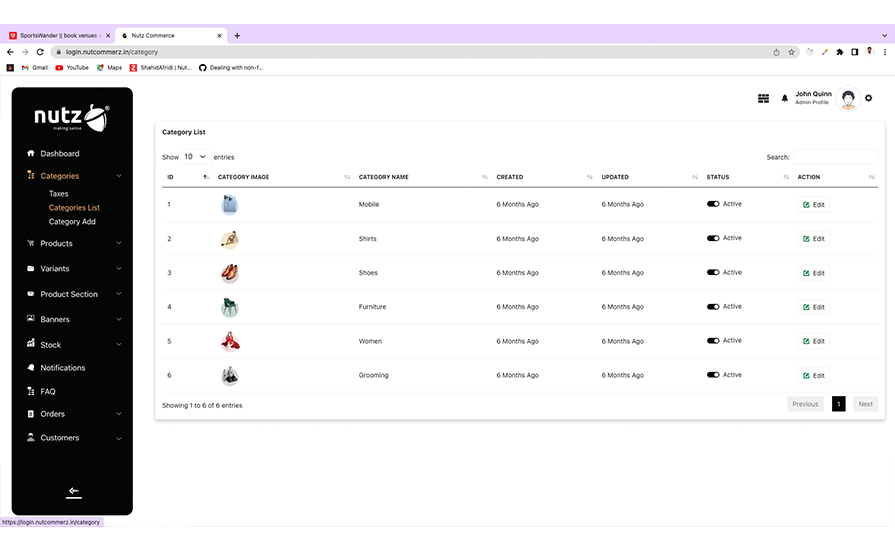 SportsWander || book venues a
Nutz Commerce
login.nutcommerz.in/category
Gmail
YouTube
Maps
ShahidAfridi | Nut...
Dealing with non-f...
nutz®
making sense
John Quinn
Admin Profile
Dashboard
Categories
Taxes
Categories List
Category Add
Products
Variants
Product Section
Banners
Stock
Notifications
FAQ
Orders
Customers
Category List
Show 10 entries
Search:
ID CATEGORY IMAGE CATEGORY NAME CREATED UPDATED STATUS ACTION
1 Mobile 6 Months Ago 6 Months Ago Active Edit
2 Shirts 6 Months Ago 6 Months Ago Active Edit
3 Shoes 6 Months Ago 6 Months Ago Active Edit
4 Furniture 6 Months Ago 6 Months Ago Active Edit
5 Women 6 Months Ago 6 Months Ago Active Edit
6 Grooming 6 Months Ago 6 Months Ago Active Edit
Showing 1 to 6 of 6 entries
Previous 1 Next
https://login.nutcommerz.in/category